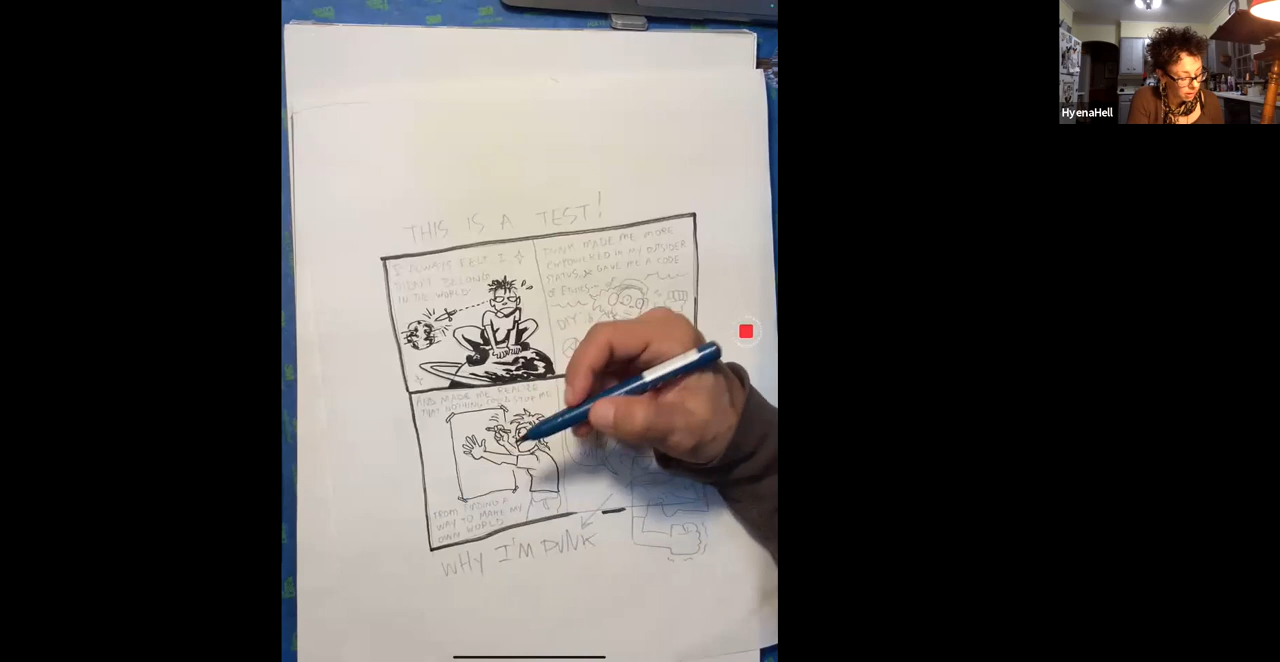 HyenaHell
THIS IS A TEST!
I ALWAYS FELT I
DIDN'T BELONG
IN THE WORLD
PUNK MADE ME MORE
EMPOWERED IN MY OUTSIDER
STATUS, & GAVE ME A CODE
OF ETHICS
DIY
AND MADE ME REALIZE
THAT NOTHING COULD STOP ME
FROM FINDING A
WAY TO MAKE MY
OWN WORLD
WHY I'M PUNK